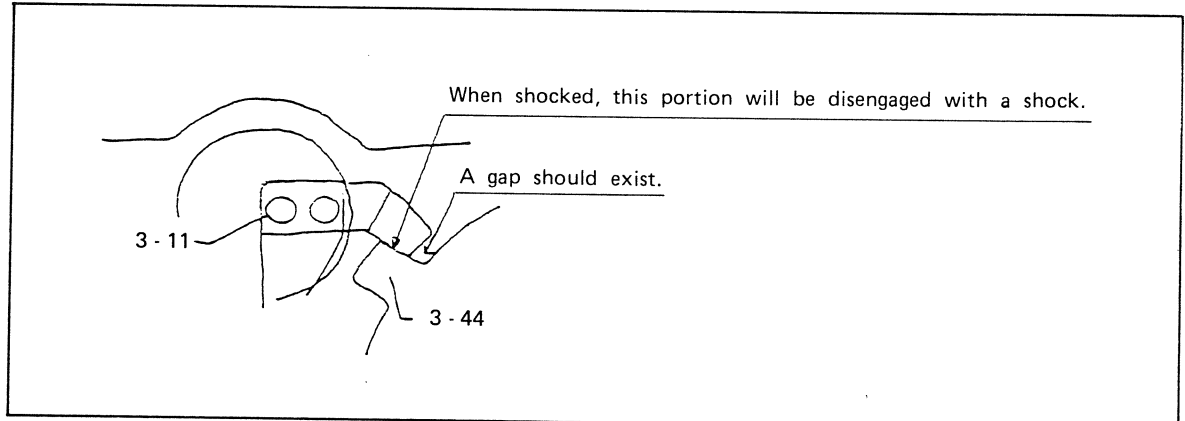 When shocked, this portion will be disengaged with a shock.
A gap should exist.
3 - 11
3 - 44